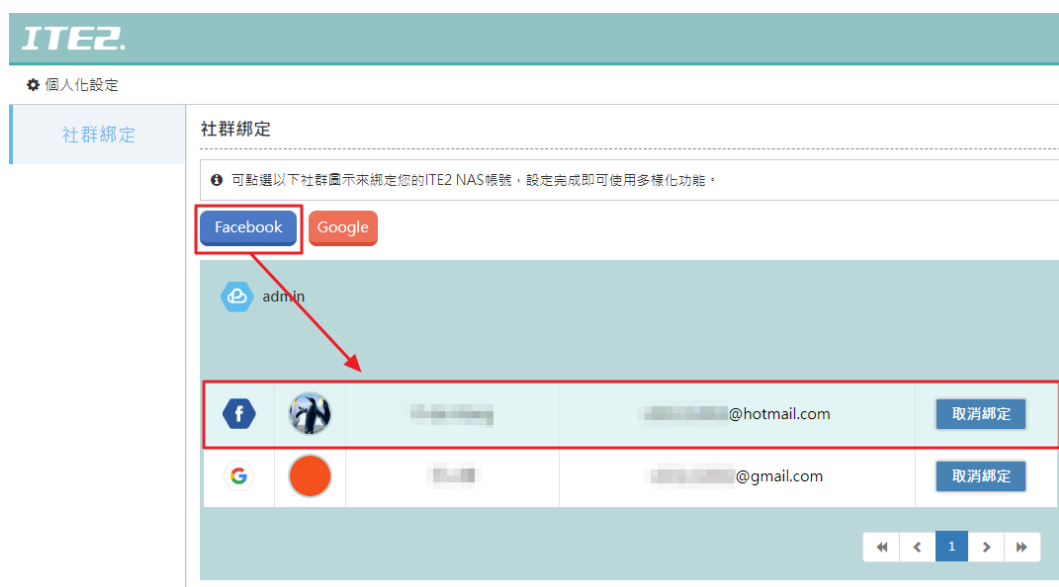 ITE2.
個人化設定
社群綁定
社群綁定
可點選以下社群圖示來綁定您的ITE2 NAS帳號，設定完成即可使用多樣化功能。
Facebook Google
admin
@hotmail.com 取消綁定
@gmail.com 取消綁定
1